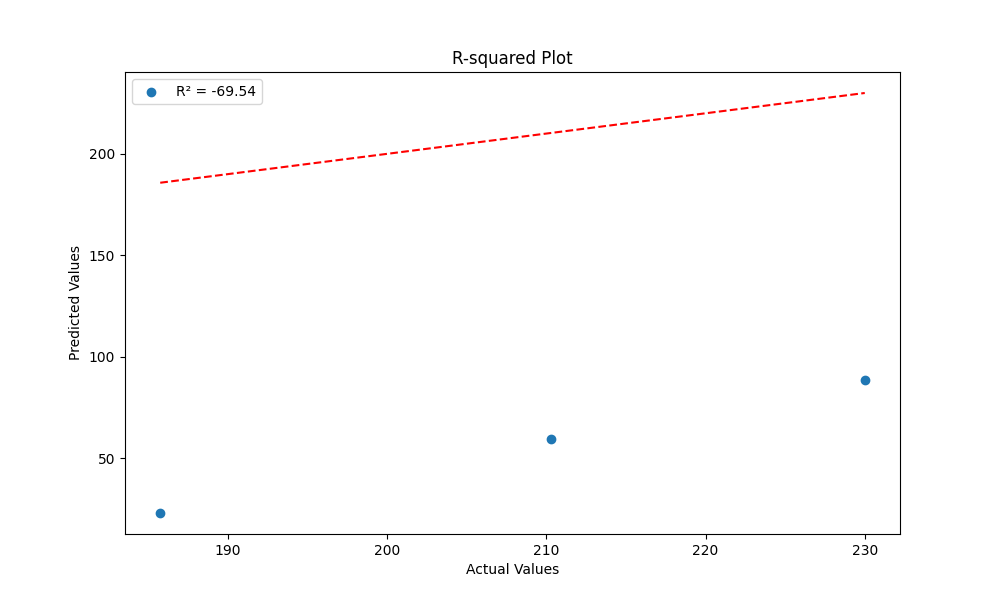 R-squared Plot
R² = -69.54
Predicted Values
200
150
100
50
190
200
210
220
230
Actual Values